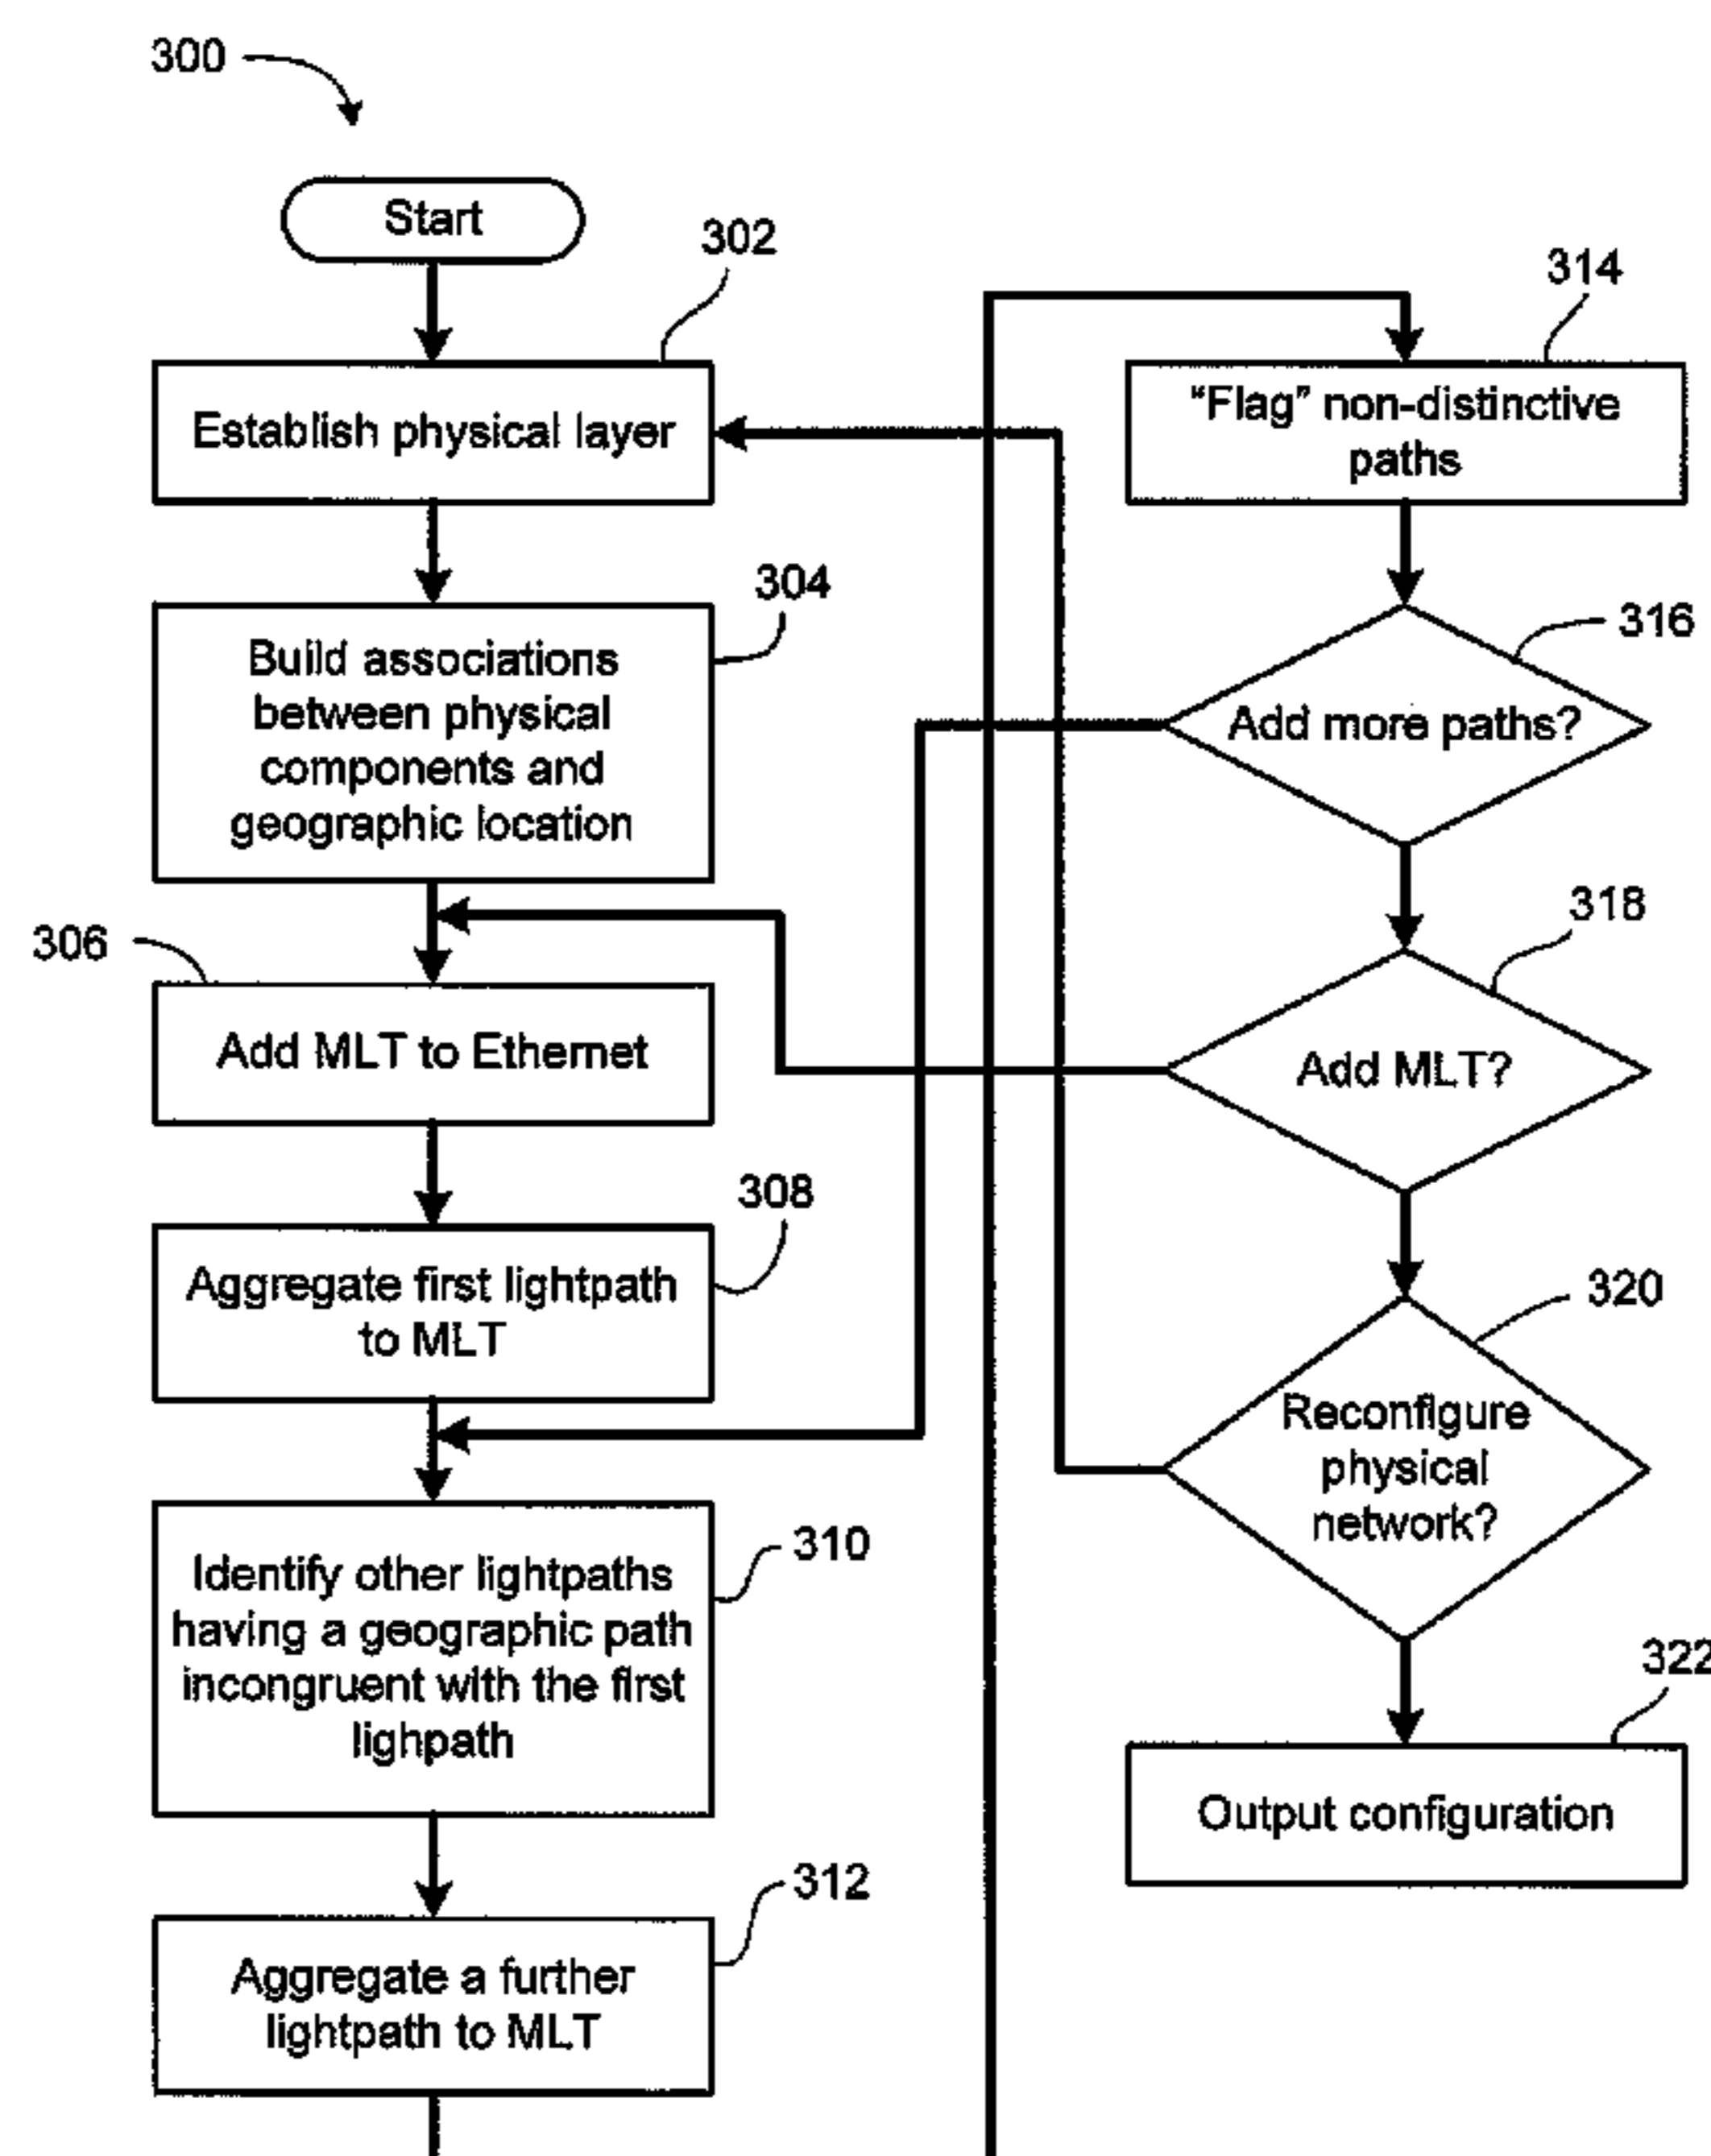 300
Start
302
Establish physical layer
304
Build associations
between physical
components and
geographic location
306
Add MLT to Ethernet
308
Aggregate first lightpath
to MLT
310
Identify other lightpaths
having a geographic path
incongruent with the first
lighpath
312
Aggregate a further
lightpath to MLT
314
“Flag” non-distinctive
paths
316
Add more paths?
318
Add MLT?
320
Reconfigure
physical
network?
322
Output configuration